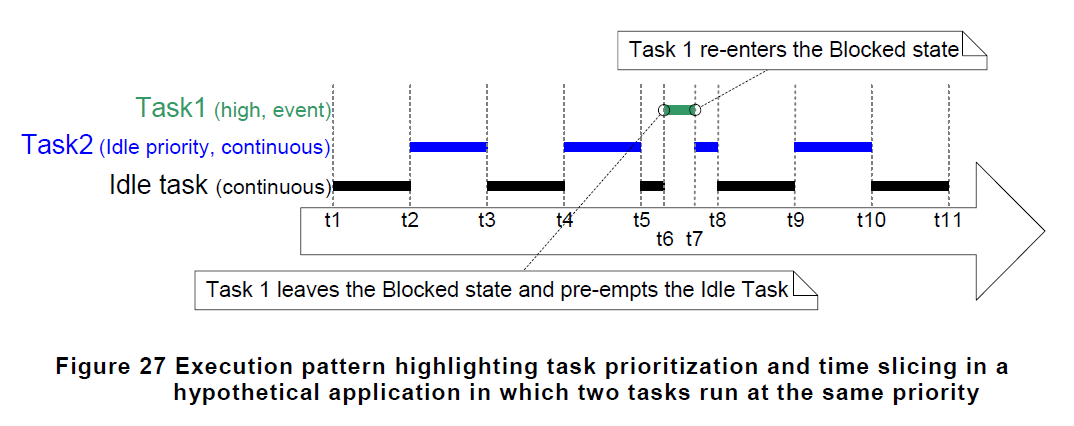 Task 1 re-enters the Blocked state
Task1 (high, event)
Task2 (Idle priority, continuous)
Idle task (continuous)
t1 t2 t3 t4 t5 t8 t9 t10 t11
t6 t7
Task 1 leaves the Blocked state and pre-empts the Idle Task
Figure 27 Execution pattern highlighting task prioritization and time slicing in a
hypothetical application in which two tasks run at the same priority